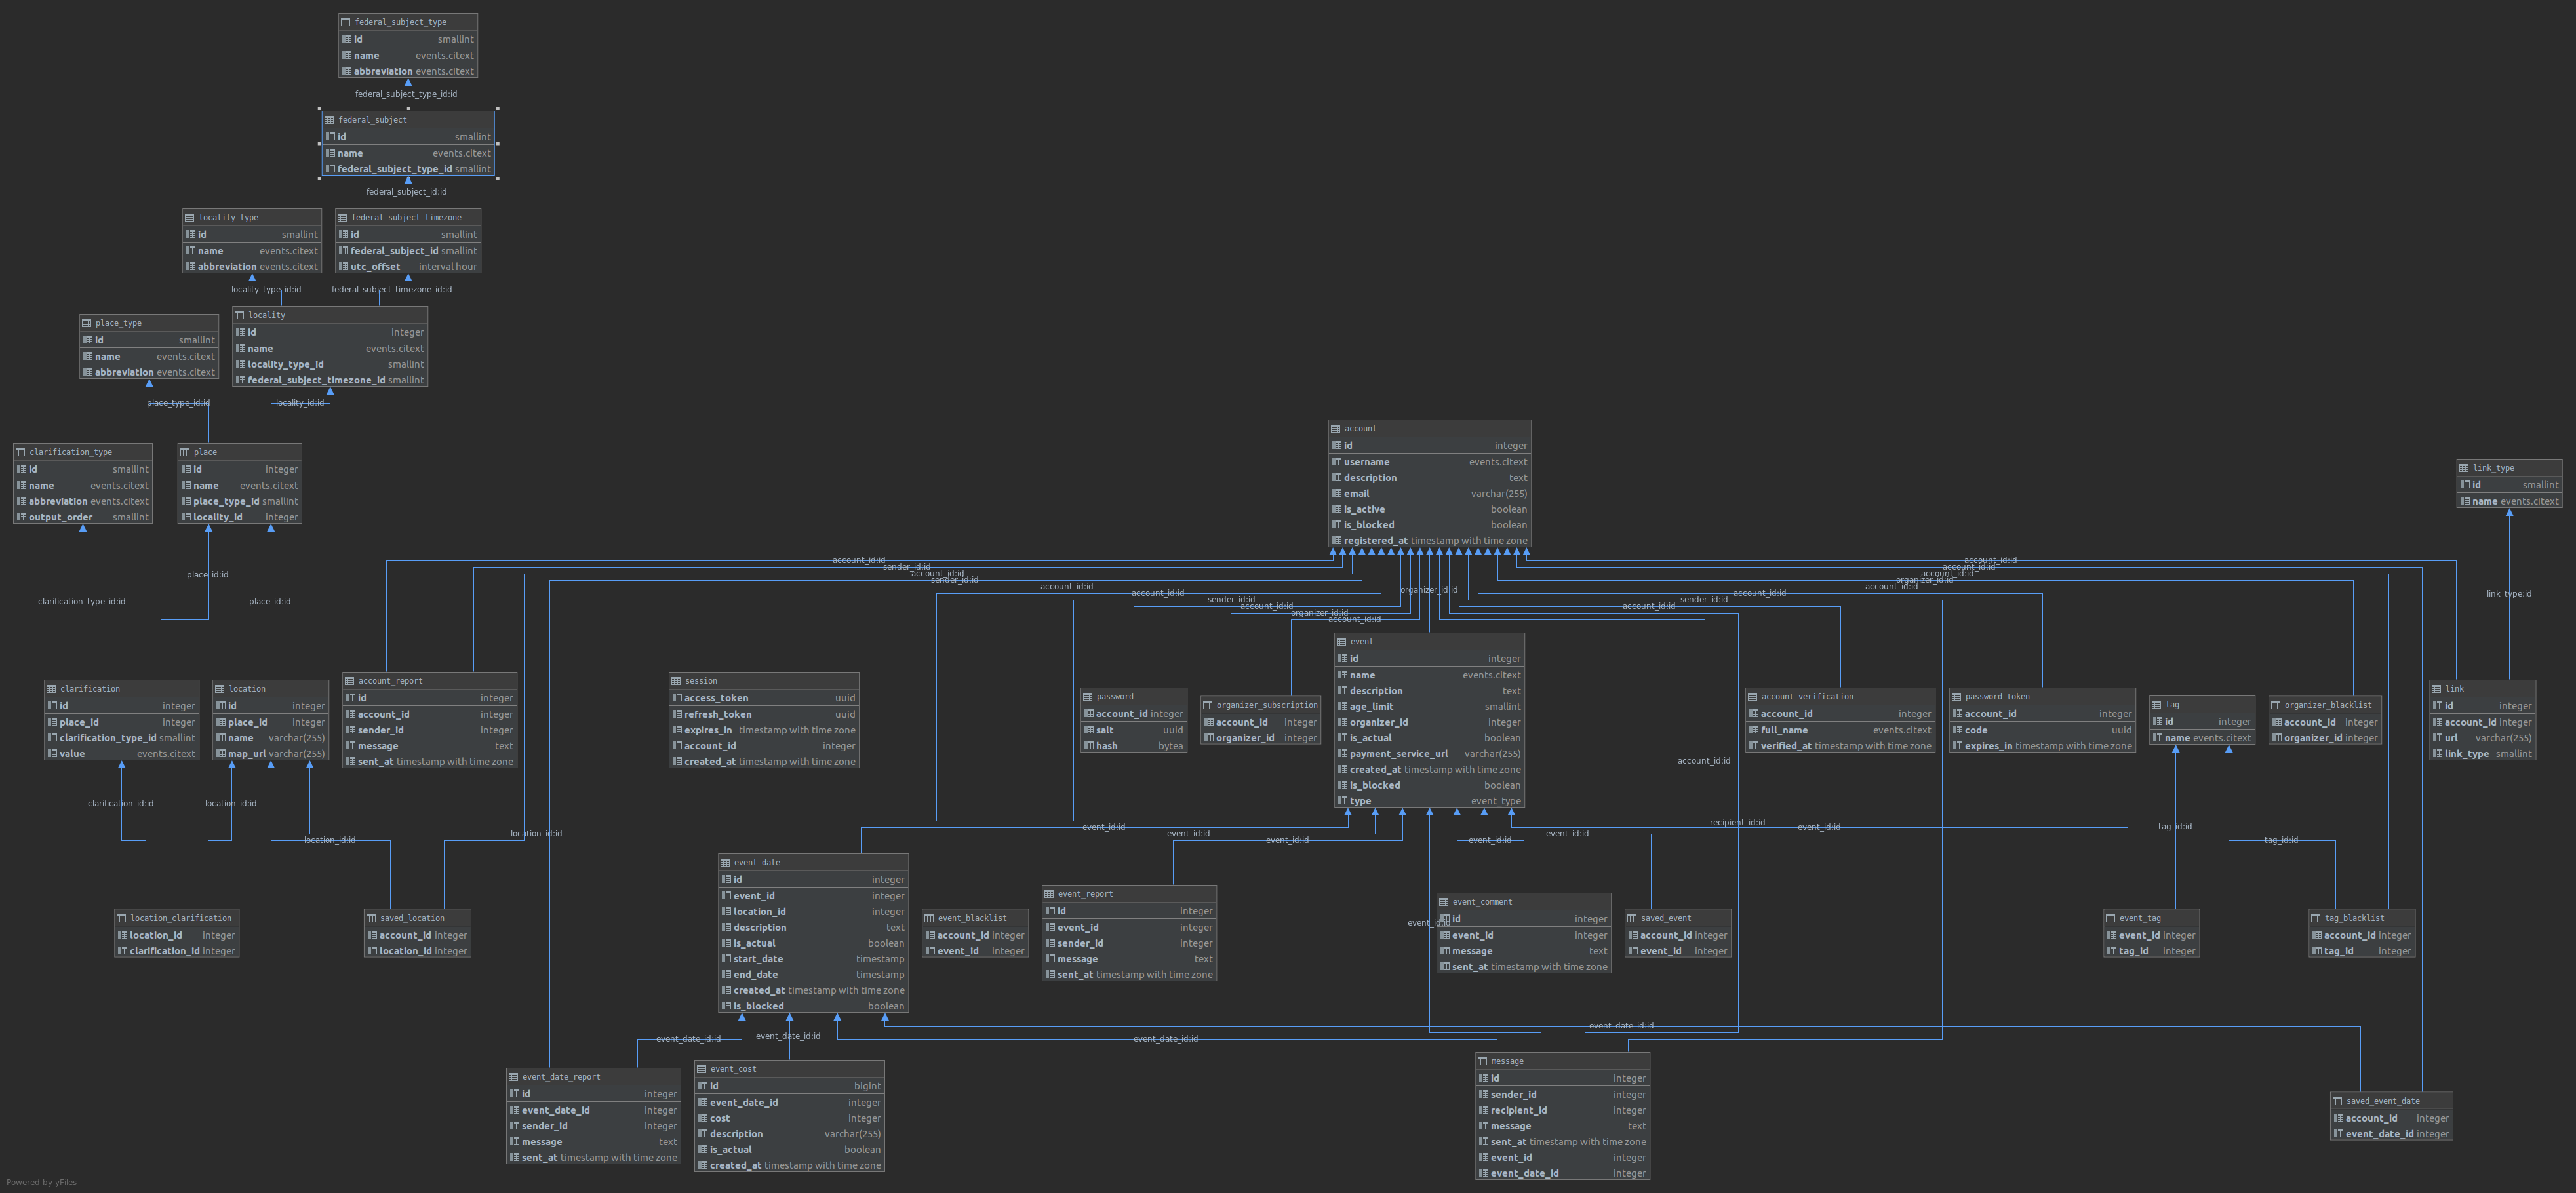 federal_subject_type
id smallint
name events.citext
abbreviation events.citext
federal_subject_type_id:id
federal_subject
id smallint
name events.citext
federal_subject_type_id smallint
federal_subject_id:id
locality_type
id smallint
name events.citext
abbreviation events.citext
federal_subject_timezone
id smallint
federal_subject_id smallint
utc_offset interval hour
locality_type_id:id
federal_subject_timezone_id:id
place_type
id smallint
name events.citext
abbreviation events.citext
locality
id integer
name events.citext
locality_type_id smallint
federal_subject_timezone_id smallint
place_type_id:id
locality_id:id
clarification_type
id smallint
name events.citext
abbreviation events.citext
output_order smallint
place
id integer
name events.citext
place_type_id smallint
locality_id integer
account
id integer
username events.citext
description text
email varchar(255)
is_active boolean
is_blocked boolean
registered_at timestamp with time zone
link_type
id smallint
name events.citext
place_id:id
clarification_type_id:id
place_id:id
account_id:id
sender_id:id
account_id:id
sender_id:id
account_id:id
account_id:id
sender_id:id
account_id:id
organizer_id:id
account_id:id
organizer_id:id
account_id:id
account_id:id
account_id:id
organizer_id:id
account_id:id
account_id:id
sender_id:id
account_id:id
link_type:id
clarification
id integer
place_id integer
clarification_type_id smallint
value events.citext
location
id integer
place_id integer
name varchar(255)
map_url varchar(255)
account_report
id integer
account_id integer
sender_id integer
message text
sent_at timestamp with time zone
session
access_token uuid
refresh_token uuid
expires_in timestamp with time zone
account_id integer
created_at timestamp with time zone
password
account_id integer
salt uuid
hash bytea
organizer_subscription
account_id integer
organizer_id integer
event
id integer
name events.citext
description text
age_limit smallint
organizer_id integer
is_actual boolean
payment_service_url varchar(255)
created_at timestamp with time zone
is_blocked boolean
type event_type
account_id:id
account_verification
account_id integer
full_name events.citext
verified_at timestamp with time zone
password_token
account_id integer
code uuid
expires_in timestamp with time zone
tag
id integer
name events.citext
organizer_blacklist
account_id integer
organizer_id integer
link
id integer
account_id integer
url varchar(255)
link_type smallint
clarification_id:id
location_id:id
location_id:id
location_id:id
event_id:id
event_id:id
event_id:id
event_id:id
event_id:id
recipient_id:id
event_id:id
tag_id:id
tag_id:id
location_clarification
location_id integer
clarification_id integer
saved_location
account_id integer
location_id integer
event_date
id integer
event_id integer
location_id integer
description text
is_actual boolean
start_date timestamp
end_date timestamp
created_at timestamp with time zone
is_blocked boolean
event_blacklist
account_id integer
event_id integer
event_report
id integer
event_id integer
sender_id integer
message text
sent_at timestamp with time zone
event_id:id
event_comment
id integer
event_id integer
message text
sent_at timestamp with time zone
saved_event
account_id integer
event_id integer
event_tag
event_id integer
tag_id integer
tag_blacklist
account_id integer
tag_id integer
event_date_id:id
event_date_id:id
event_date_id:id
event_date_id:id
event_date_report
id integer
event_date_id integer
sender_id integer
message text
sent_at timestamp with time zone
event_cost
id bigint
event_date_id integer
cost integer
description varchar(255)
is_actual boolean
created_at timestamp with time zone
message
id integer
sender_id integer
recipient_id integer
message text
sent_at timestamp with time zone
event_id integer
event_date_id integer
saved_event_date
account_id integer
event_date_id integer
Powered by yFiles